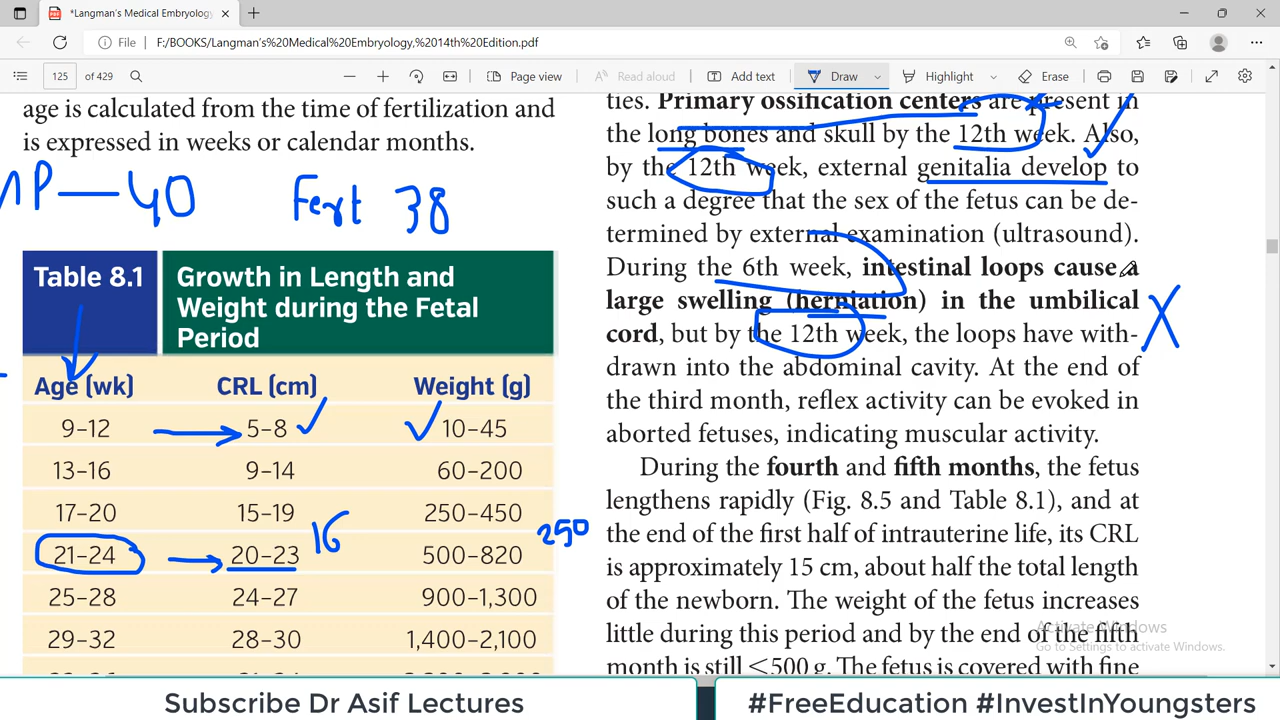 *Langman's Medical Embryology
File
F:/BOOKS/Langman's%20Medical%20Embryology,%2014th%20Edition.pdf
125
of 429
Page view
Read aloud
Add text
Draw
Highlight
Erase
age is calculated from the time of fertilization and
is expressed in weeks or calendar months.
MP — 40
Fert 38
Table 8.1
Growth in Length and
Weight during the Fetal
Period
Age (wk) CRL (cm) Weight (g)
9–12 5–8 10–45
13–16 9–14 60–200
17–20 15–19 250–450
16
250
21–24 20–23 500–820
25–28 24–27 900–1,300
29–32 28–30 1,400–2,100
ties. Primary ossification centers are present in
the long bones and skull by the 12th week. Also,
by the 12th week, external genitalia develop to
such a degree that the sex of the fetus can be de-
termined by external examination (ultrasound).
During the 6th week, intestinal loops cause a
large swelling (herniation) in the umbilical
cord, but by the 12th week, the loops have with-
drawn into the abdominal cavity. At the end of
the third month, reflex activity can be evoked in
aborted fetuses, indicating muscular activity.
During the fourth and fifth months, the fetus
lengthens rapidly (Fig. 8.5 and Table 8.1), and at
the end of the first half of intrauterine life, its CRL
is approximately 15 cm, about half the total length
of the newborn. The weight of the fetus increases
little during this period and by the end of the fifth
month is still <500 g. The fetus is covered with fine
Activate Windows
Go to Settings to activate Windows.
Subscribe Dr Asif Lectures
#FreeEducation #InvestInYoungsters